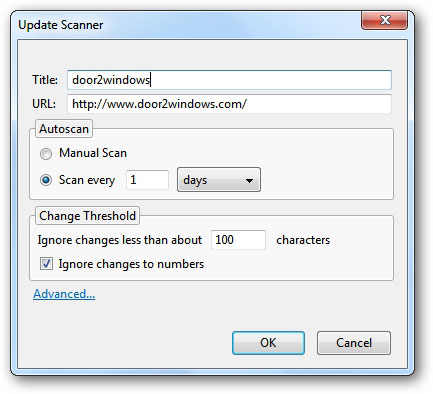 Update Scanner
Title: door2windows
URL: http://www.door2windows.com/
Autoscan
Manual Scan
Scan every 1 days
Change Threshold
Ignore changes less than about 100 characters
Ignore changes to numbers
Advanced...
OK Cancel